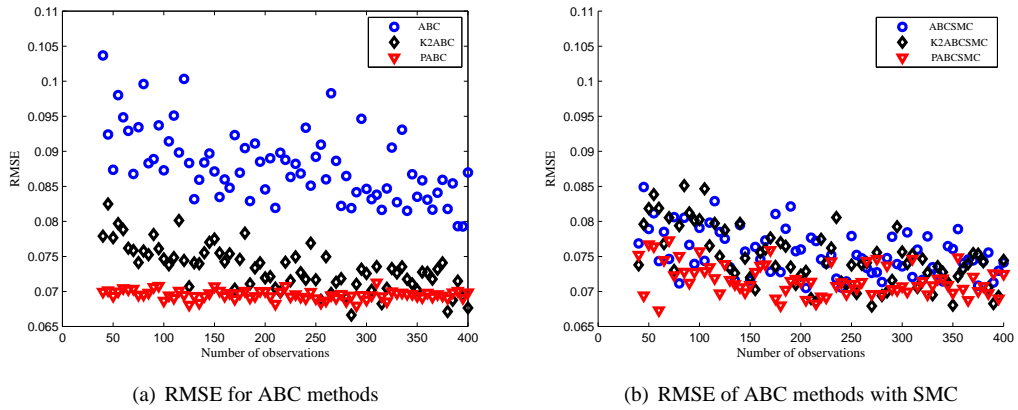 0.11
0.105
0.1
0.095
0.09
0.085
0.08
0.075
0.07
0.065
RMSE
0 50 100 150 200 250 300 350 400
Number of observations
ABC
K2ABC
PABC
(a) RMSE for ABC methods
0.11
0.105
0.1
0.095
0.09
0.085
0.08
0.075
0.07
0.065
RMSE
0 50 100 150 200 250 300 350 400
Number of observations
ABCSMC
K2ABCSMC
PABCSMC
(b) RMSE of ABC methods with SMC